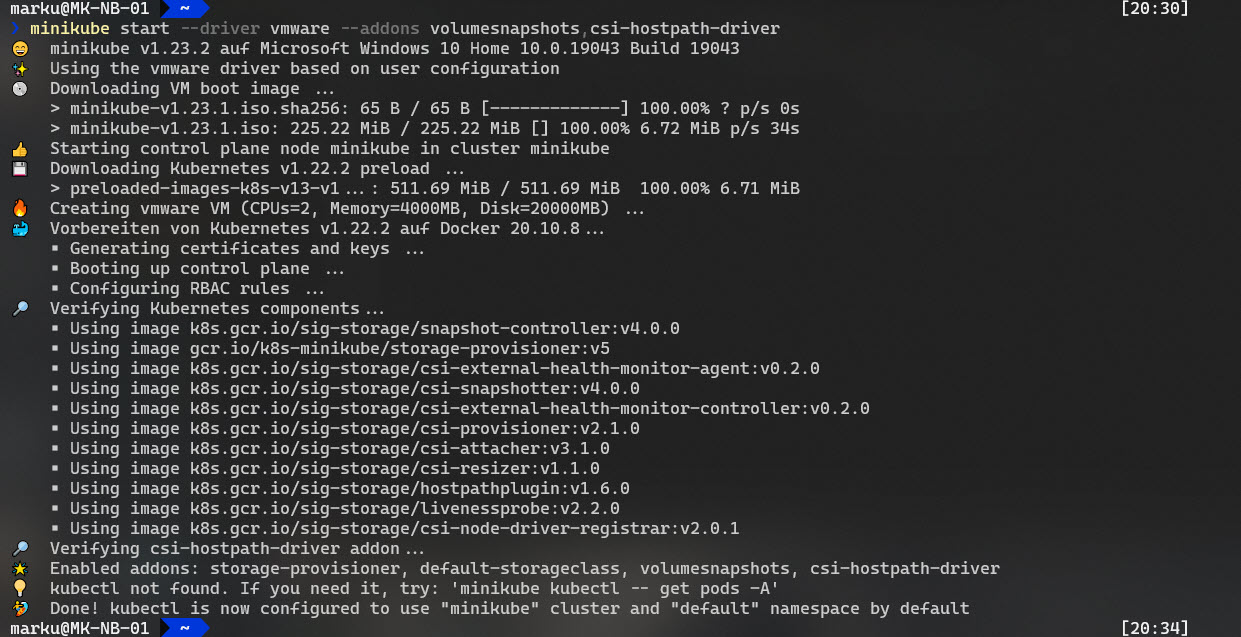 marku@MK-NB-01 ~ [20:30]
❯ minikube start --driver vmware --addons volumesnapshots,csi-hostpath-driver
😄 minikube v1.23.2 auf Microsoft Windows 10 Home 10.0.19043 Build 19043
✨ Using the vmware driver based on user configuration
💿 Downloading VM boot image ...
> minikube-v1.23.1.iso.sha256: 65 B / 65 B [-------------] 100.00% ? p/s 0s
> minikube-v1.23.1.iso: 225.22 MiB / 225.22 MiB [] 100.00% 6.72 MiB p/s 34s
👍 Starting control plane node minikube in cluster minikube
💾 Downloading Kubernetes v1.22.2 preload ...
> preloaded-images-k8s-v13-v1...: 511.69 MiB / 511.69 MiB 100.00% 6.71 MiB
🔥 Creating vmware VM (CPUs=2, Memory=4000MB, Disk=20000MB) ...
🐳 Vorbereiten von Kubernetes v1.22.2 auf Docker 20.10.8...
▪ Generating certificates and keys ...
▪ Booting up control plane ...
▪ Configuring RBAC rules ...
🔎 Verifying Kubernetes components...
▪ Using image k8s.gcr.io/sig-storage/snapshot-controller:v4.0.0
▪ Using image gcr.io/k8s-minikube/storage-provisioner:v5
▪ Using image k8s.gcr.io/sig-storage/csi-external-health-monitor-agent:v0.2.0
▪ Using image k8s.gcr.io/sig-storage/csi-snapshotter:v4.0.0
▪ Using image k8s.gcr.io/sig-storage/csi-external-health-monitor-controller:v0.2.0
▪ Using image k8s.gcr.io/sig-storage/csi-provisioner:v2.1.0
▪ Using image k8s.gcr.io/sig-storage/csi-attacher:v3.1.0
▪ Using image k8s.gcr.io/sig-storage/csi-resizer:v1.1.0
▪ Using image k8s.gcr.io/sig-storage/hostpathplugin:v1.6.0
▪ Using image k8s.gcr.io/sig-storage/livenessprobe:v2.2.0
▪ Using image k8s.gcr.io/sig-storage/csi-node-driver-registrar:v2.0.1
🔎 Verifying csi-hostpath-driver addon...
🌟 Enabled addons: storage-provisioner, default-storageclass, volumesnapshots, csi-hostpath-driver
💡 kubectl not found. If you need it, try: 'minikube kubectl -- get pods -A'
🏄 Done! kubectl is now configured to use "minikube" cluster and "default" namespace by default
marku@MK-NB-01 ~ [20:34]